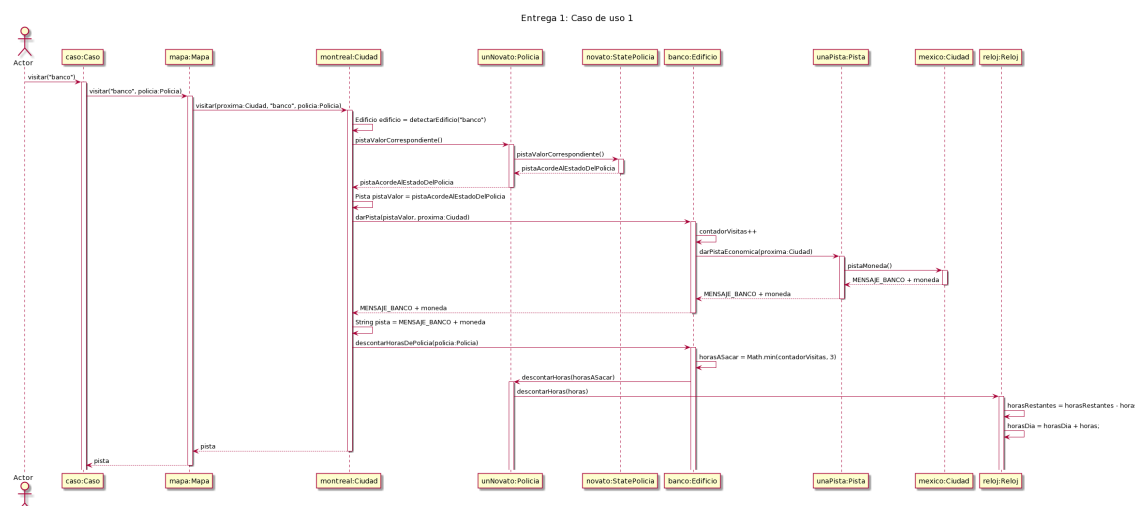 Entrega 1: Caso de uso 1
Actor
caso:Caso
mapa:Mapa
montreal:Ciudad
unNovato:Policia
novato:StatePolicia
banco:Edificio
unaPista:Pista
mexico:Ciudad
reloj:Reloj
visitar("banco")
visitar("banco", policia:Policia)
visitar(proxima:Ciudad, "banco", policia:Policia)
Edificio edificio = detectarEdificio("banco")
pistaValorCorrespondiente()
pistaValorCorrespondiente()
pistaAcordeAlEstadoDelPolicia
pistaAcordeAlEstadoDelPolicia
Pista pistaValor = pistaAcordeAlEstadoDelPolicia
darPista(pistaValor, proxima:Ciudad)
contadorVisitas++
darPistaEconomica(proxima:Ciudad)
pistaMoneda()
MENSAJE_BANCO + moneda
MENSAJE_BANCO + moneda
MENSAJE_BANCO + moneda
String pista = MENSAJE_BANCO + moneda
descontarHorasDePolicia(policia:Policia)
horasASacar = Math.min(contadorVisitas, 3)
descontarHoras(horasASacar)
descontarHoras(horas)
horasRestantes = horasRestantes - horas
horasDia = horasDia + horas;
pista
pista
Actor
caso:Caso
mapa:Mapa
montreal:Ciudad
unNovato:Policia
novato:StatePolicia
banco:Edificio
unaPista:Pista
mexico:Ciudad
reloj:Reloj